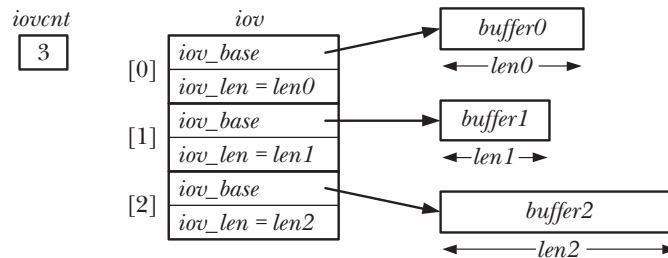 iovcnt
3
iov
[0]
iov_base
iov_len = len0
[1]
iov_base
iov_len = len1
[2]
iov_base
iov_len = len2
buffer0
len0
buffer1
len1
buffer2
len2